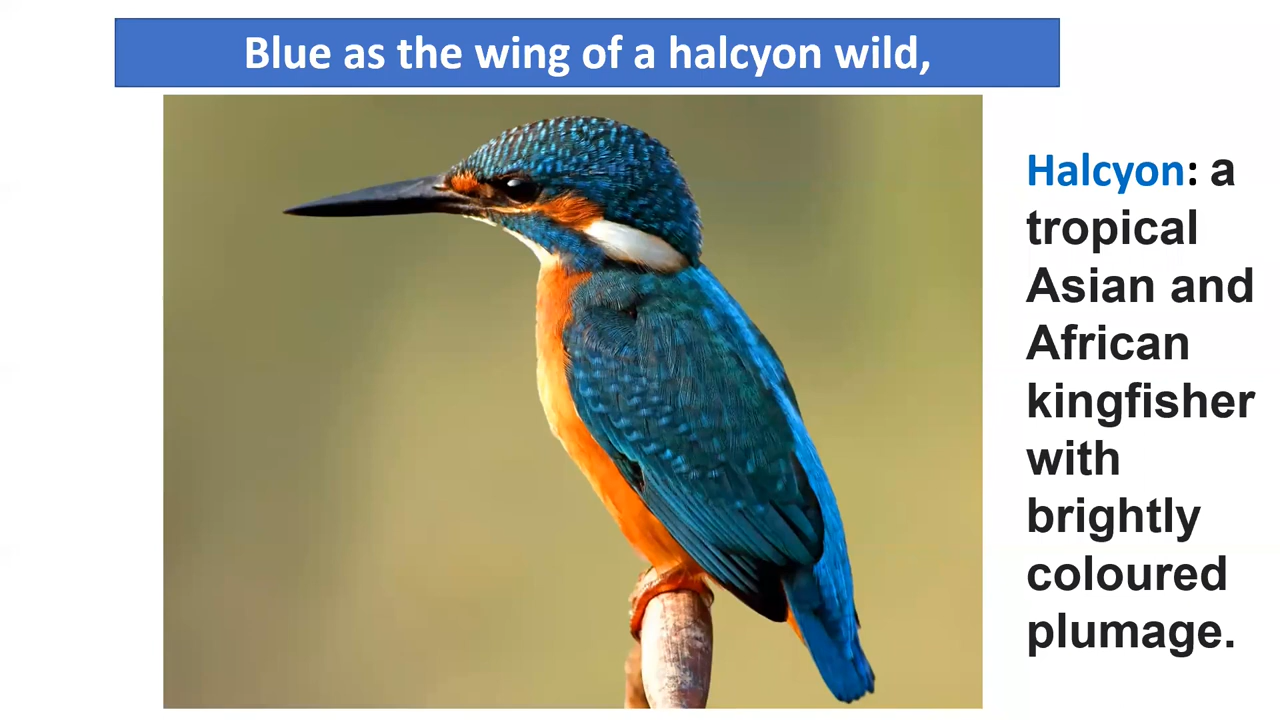 Blue as the wing of a halcyon wild,
Halcyon: a
tropical
Asian and
African
kingfisher
with
brightly
coloured
plumage.